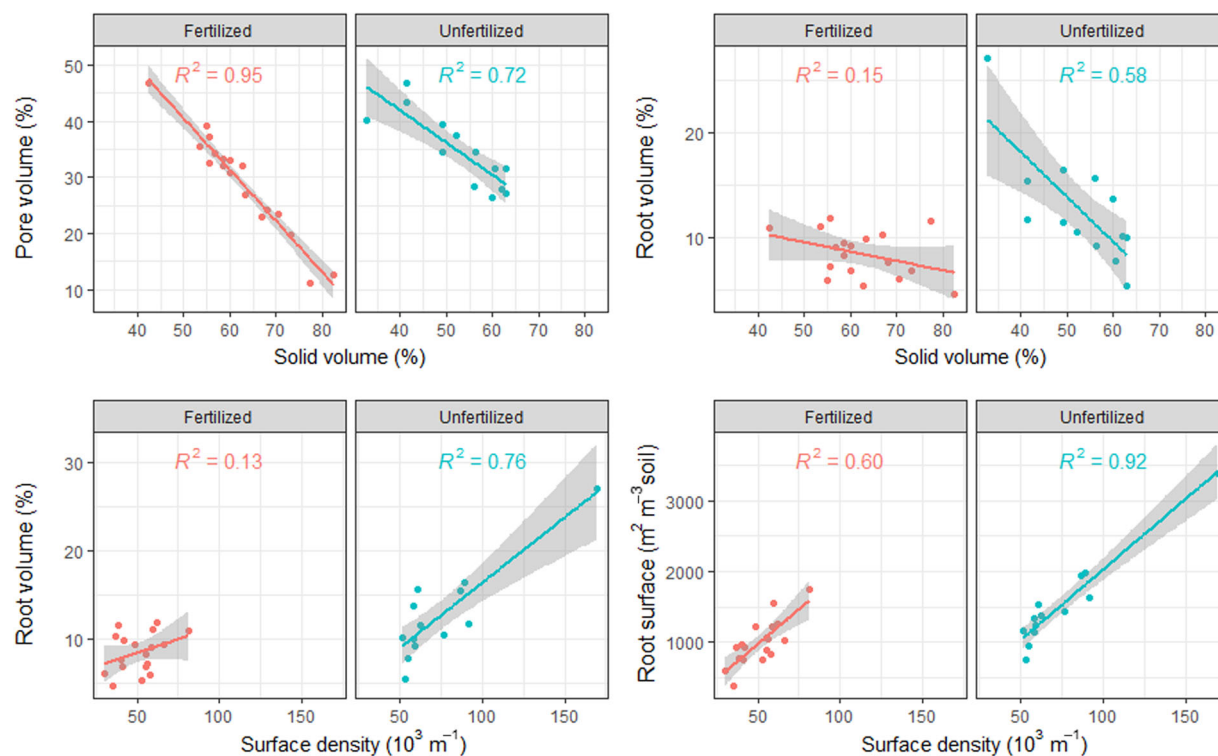 Fertilized Unfertilized
R² = 0.95 R² = 0.72
Pore volume (%)
50
40
30
20
10
40 50 60 70 80 40 50 60 70 80
Solid volume (%)
Fertilized Unfertilized
R² = 0.15 R² = 0.58
Root volume (%)
20
10
40 50 60 70 80 40 50 60 70 80
Solid volume (%)
Fertilized Unfertilized
R² = 0.13 R² = 0.76
Root volume (%)
30
20
10
50 100 150 50 100 150
Surface density (10³ m⁻¹)
Fertilized Unfertilized
R² = 0.60 R² = 0.92
Root surface (m² m⁻³ soil)
3000
2000
1000
50 100 150 50 100 150
Surface density (10³ m⁻¹)